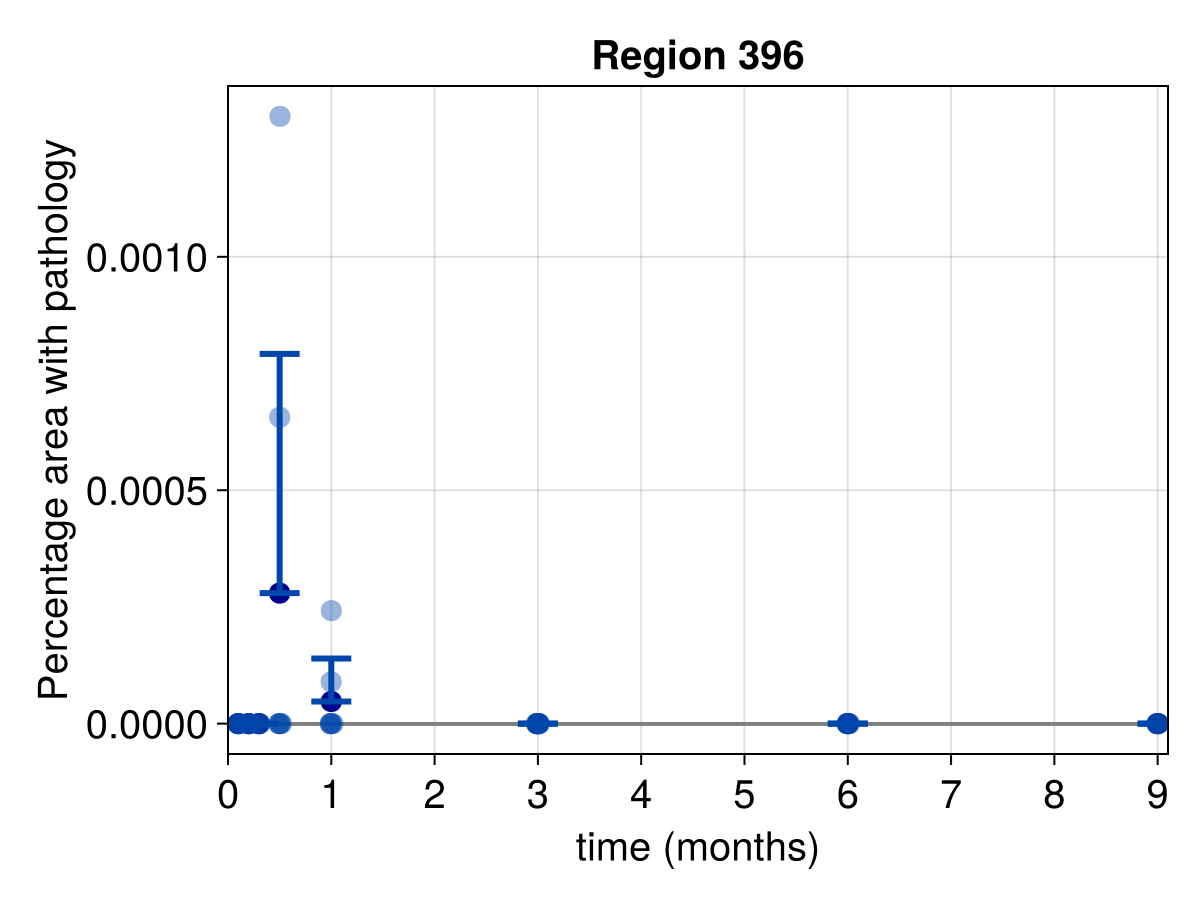 Region 396
Percentage area with pathology
0.0010
0.0005
0.0000
0 1 2 3 4 5 6 7 8 9
time (months)